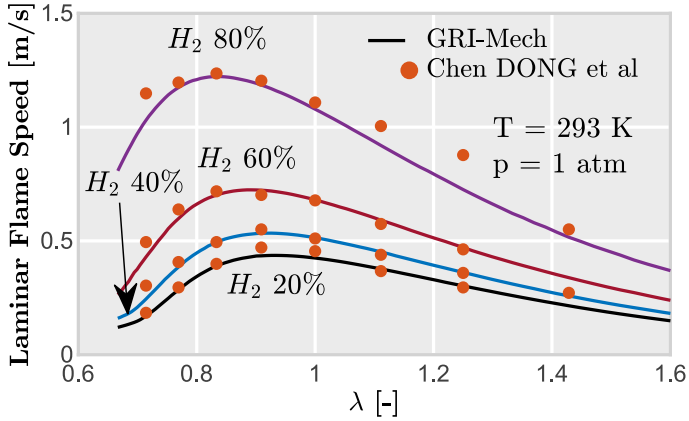 Laminar Flame Speed [m/s]
1.5
1
0.5
0
H₂ 80%
GRI-Mech
Chen DONG et al
T = 293 K
p = 1 atm
H₂ 60%
H₂ 40%
H₂ 20%
0.6 0.8 1 1.2 1.4 1.6
λ [-]